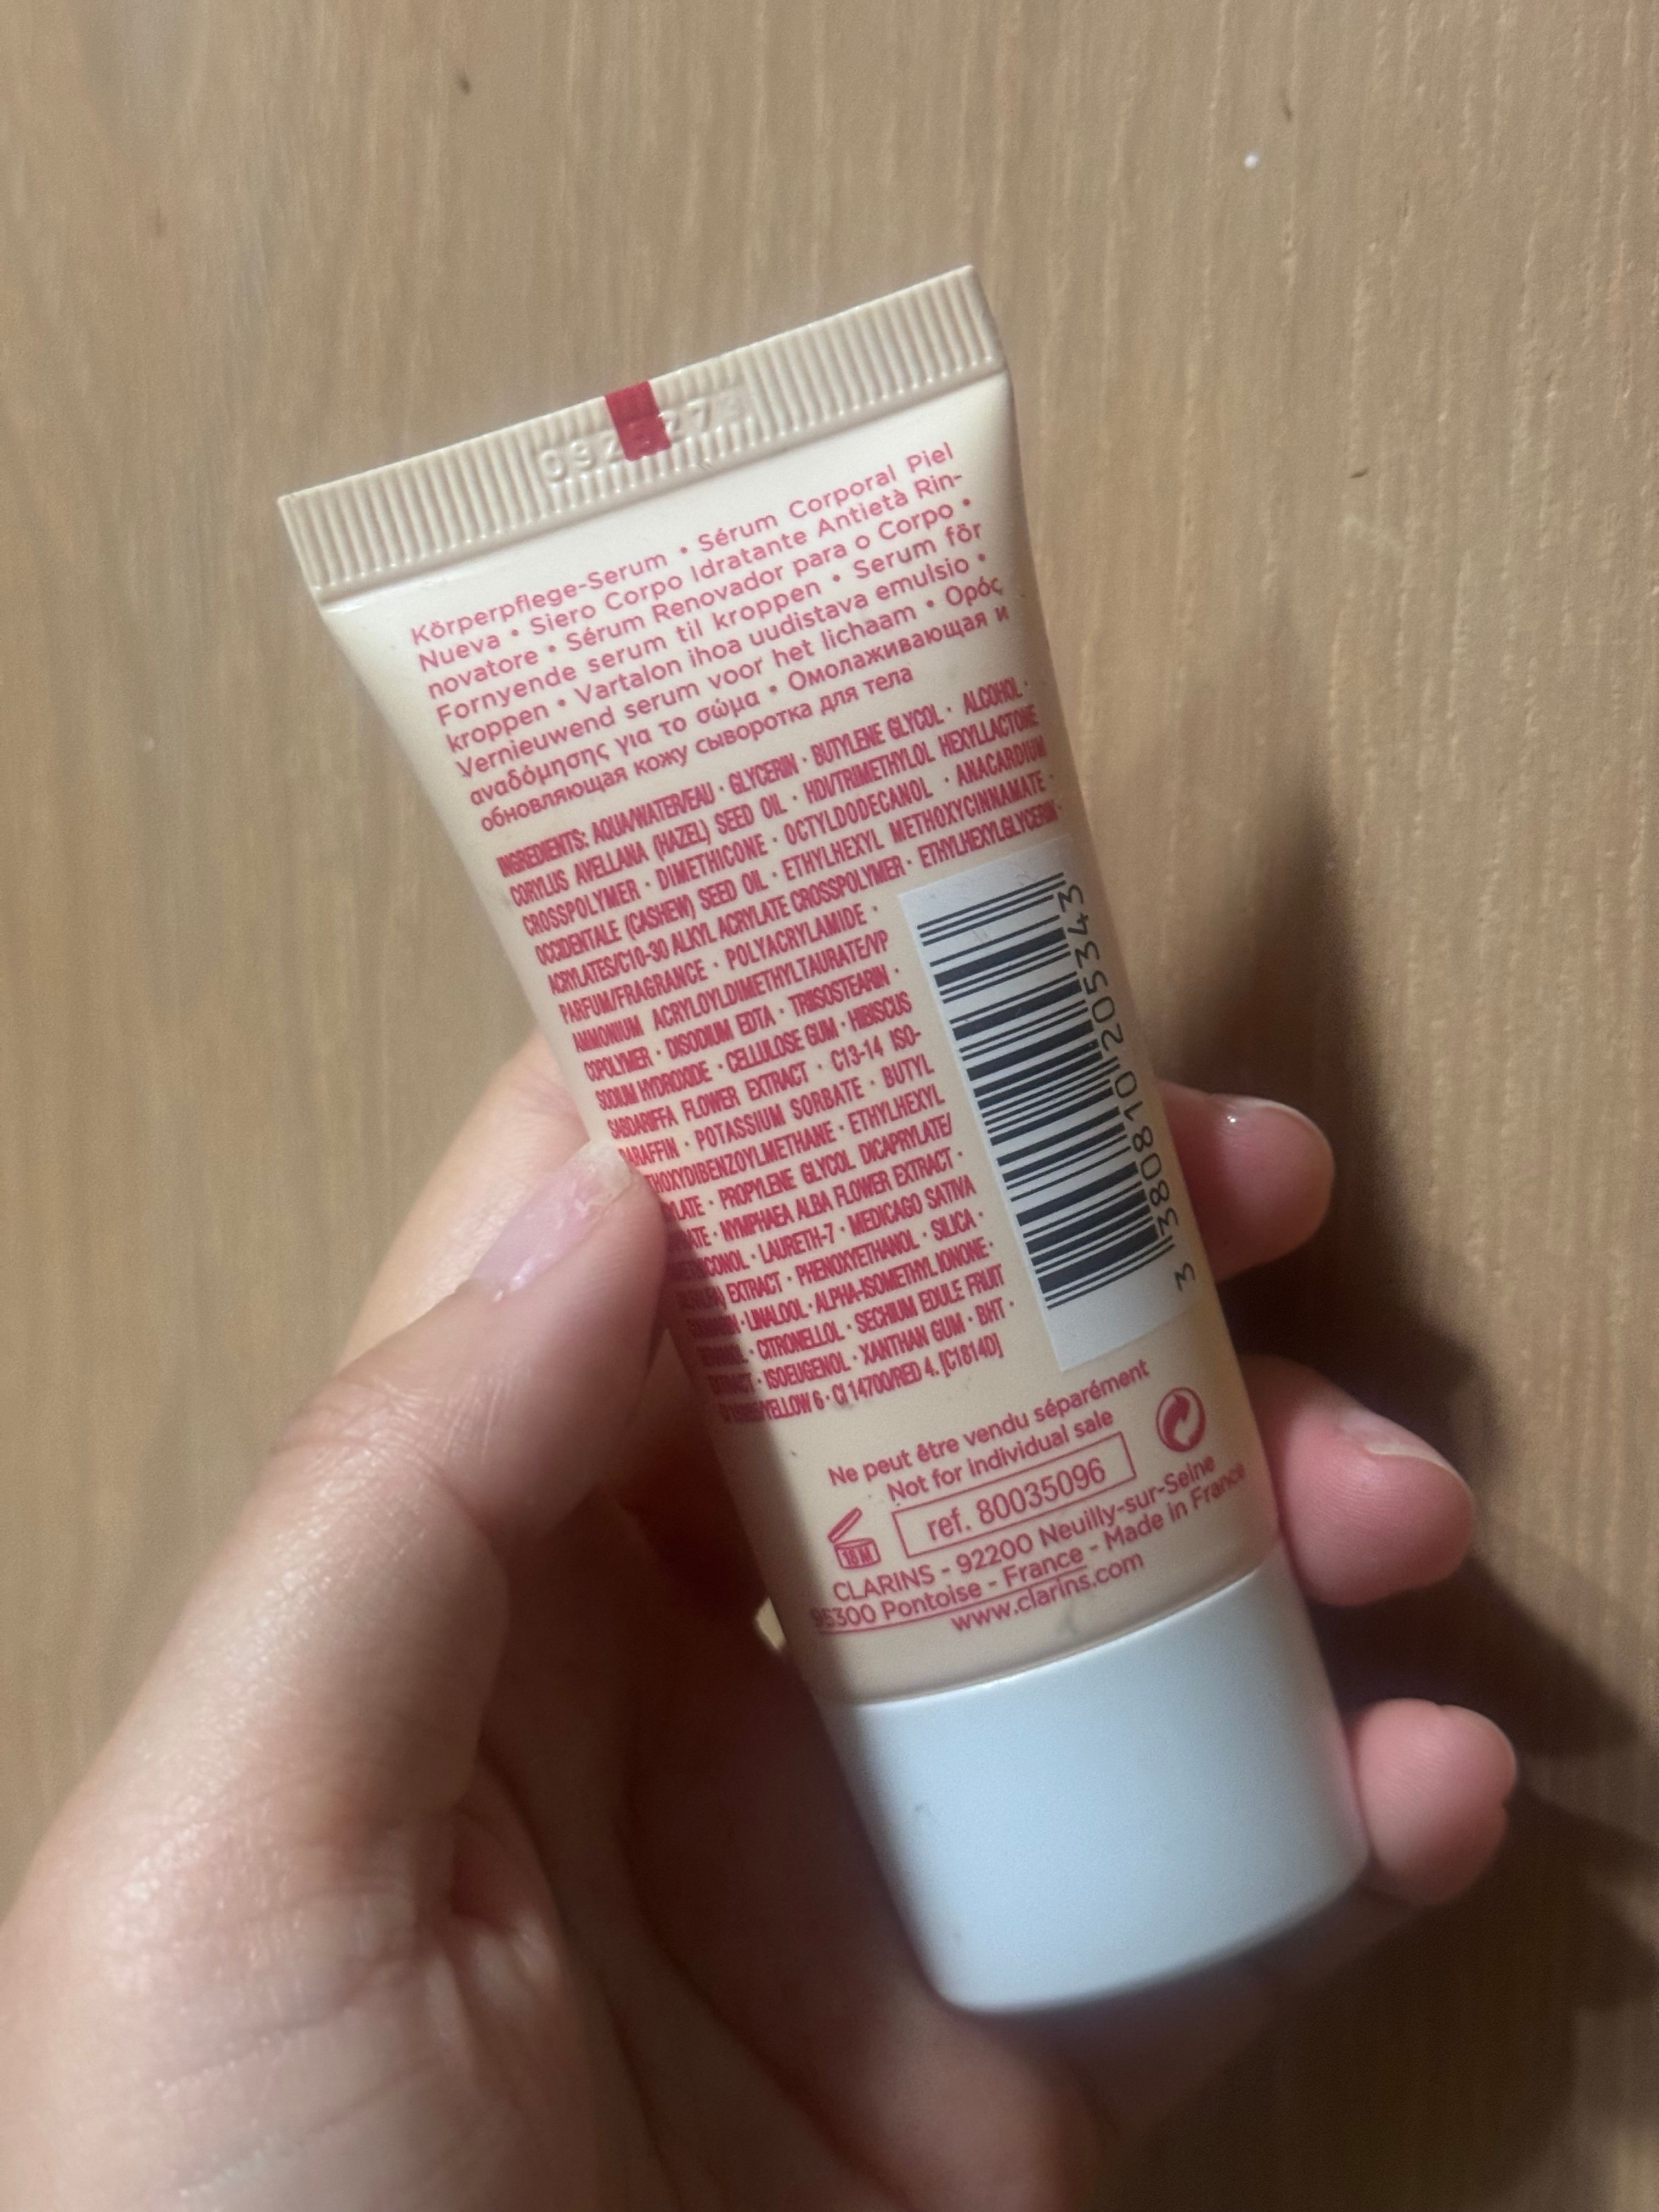 Körperpflege-Serum • Sérum Corporal Piel
Nueva • Siero Corpo Idratante Antietà Rin-
novatore • Sérum Renovador para o Corpo •
Fornyende serum til kroppen • Serum för
kroppen • Vartalon ihoa uudistava emulsio •
Vernieuwend serum voor het lichaam • Ορός
αναδόμησης για το σώμα • Омолаживающая и
обновляющая кожу сыворотка для тела
INGREDIENTS: AQUA/WATER/EAU · GLYCERIN · BUTYLENE GLYCOL · ALCOHOL ·
CORYLUS AVELLANA (HAZEL) SEED OIL · HDI/TRIMETHYLOL HEXYLLACTONE
CROSSPOLYMER · DIMETHICONE · OCTYLDODECANOL · ANACARDIUM
OCCIDENTALE (CASHEW) SEED OIL · ETHYLHEXYL METHOXYCINNAMATE ·
ACRYLATES/C10-30 ALKYL ACRYLATE CROSSPOLYMER · ETHYLHEXYLGLYCERIN ·
PARFUM/FRAGRANCE · POLYACRYLAMIDE ·
AMMONIUM ACRYLOYLDIMETHYLTAURATE/VP
COPOLYMER · DISODIUM EDTA · TRIISOSTEARIN ·
SODIUM HYDROXIDE · CELLULOSE GUM · HIBISCUS
SABDARIFFA FLOWER EXTRACT · C13-14 ISO-
PARAFFIN · POTASSIUM SORBATE · BUTYL
THOXYDIBENZOYLMETHANE · ETHYLHEXYL
· PROPYLENE GLYCOL DICAPRYLATE/
· NYMPHAEA ALBA FLOWER EXTRACT ·
· LAURETH-7 · MEDICAGO SATIVA
EXTRACT · PHENOXYETHANOL · SILICA ·
· LINALOOL · ALPHA-ISOMETHYL IONONE ·
· CITRONELLOL · SECHIUM EDULE FRUIT
EXTRACT · ISOEUGENOL · XANTHAN GUM · BHT ·
YELLOW 6 · CI 14700/RED 4. [C1814D]
3 380810 205343
Ne peut être vendu séparément
Not for individual sale
ref. 80035096
18 M
CLARINS - 92200 Neuilly-sur-Seine
95300 Pontoise - France - Made in France
www.clarins.com